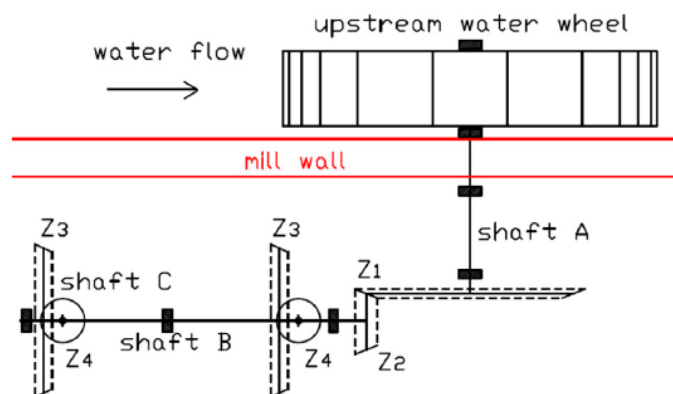 upstream water wheel
water flow
mill wall
Z3
Z3
shaft A
shaft C
Z1
shaft B
Z4
Z4
Z2